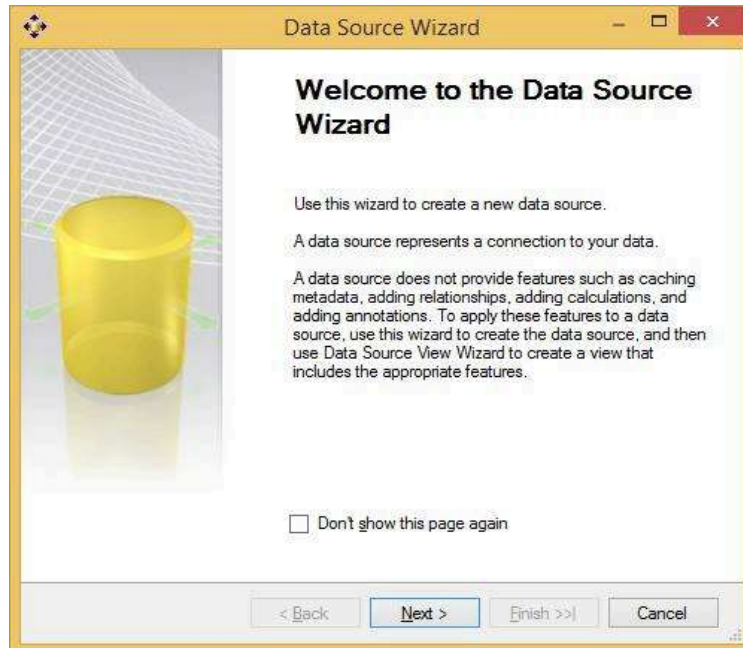 Data Source Wizard
Welcome to the Data Source
Wizard
Use this wizard to create a new data source.
A data source represents a connection to your data.
A data source does not provide features such as caching
metadata, adding relationships, adding calculations, and
adding annotations. To apply these features to a data
source, use this wizard to create the data source, and then
use Data Source View Wizard to create a view that
includes the appropriate features.
Don't show this page again
< Back Next > Finish >>| Cancel